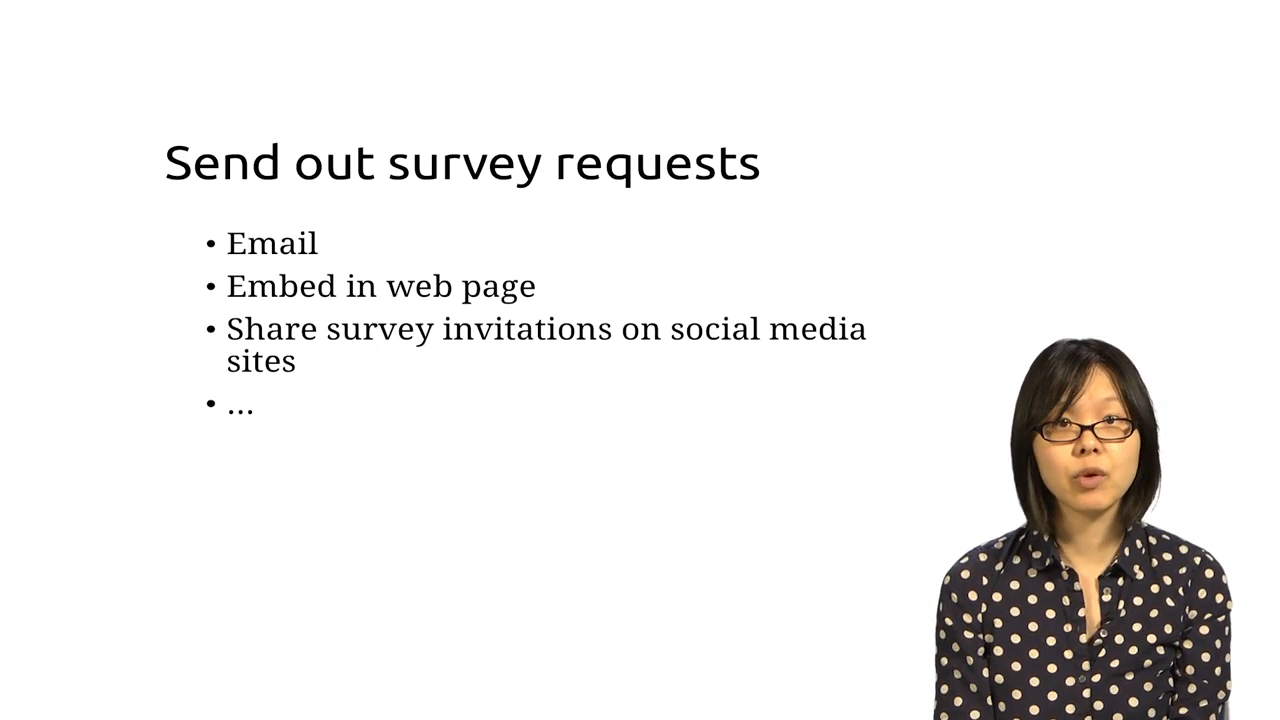 Send out survey requests
• Email
• Embed in web page
• Share survey invitations on social media
sites
• ...